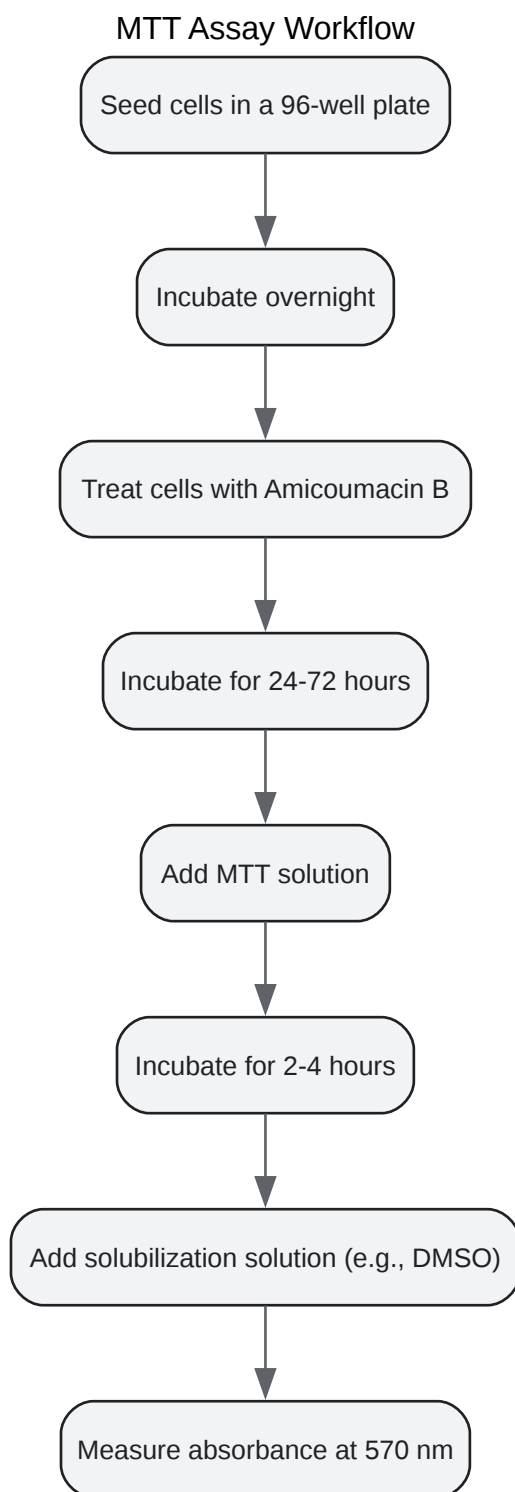 MTT Assay Workflow
Seed cells in a 96-well plate
Incubate overnight
Treat cells with Amicoumacin B
Incubate for 24-72 hours
Add MTT solution
Incubate for 2-4 hours
Add solubilization solution (e.g., DMSO)
Measure absorbance at 570 nm